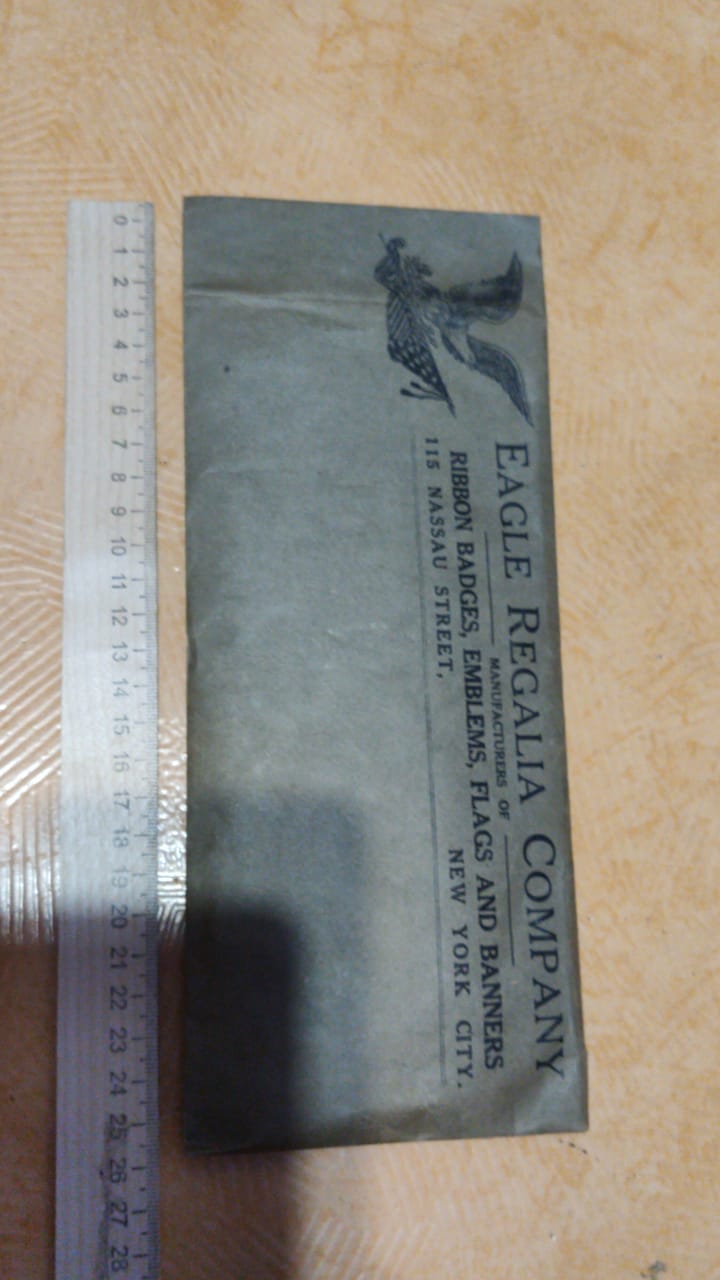 EAGLE REGALIA COMPANY
MANUFACTURERS OF
RIBBON BADGES, EMBLEMS, FLAGS AND BANNERS
115 NASSAU STREET, NEW YORK CITY.
0 1 2 3 4 5 6 7 8 9 10 11 12 13 14 15 16 17 18 19 20 21 22 23 24 25 26 27 28